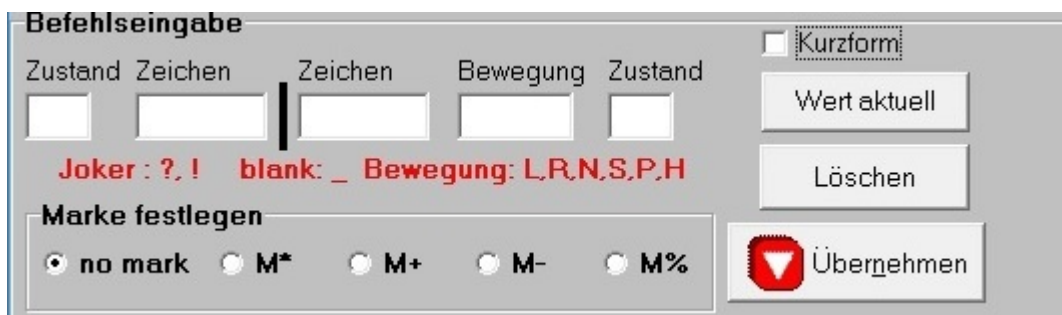 Befehlseingabe
Kurzform
Zustand Zeichen Zeichen Bewegung Zustand
Wert aktuell
Joker : ?, ! blank: _ Bewegung: L,R,N,S,P,H
Löschen
Marke festlegen
no mark M* M+ M- M%
Übernehmen